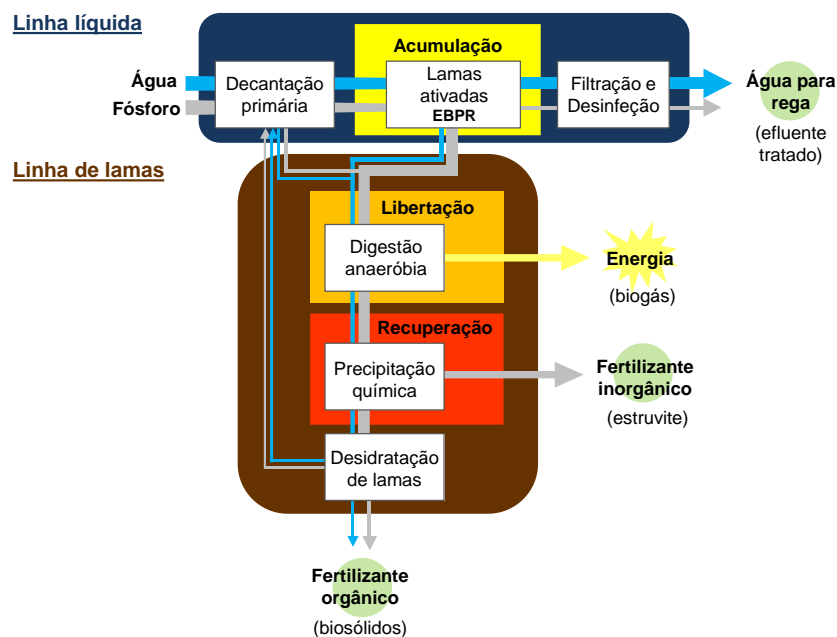 Linha líquida
Acumulação
Água
Fósforo
Decantação
primária
Lamas
ativadas
EBPR
Filtração e
Desinfeção
Água para
rega
(efluente
tratado)
Linha de lamas
Libertação
Digestão
anaeróbia
Energia
(biogás)
Recuperação
Precipitação
química
Fertilizante
inorgânico
(estruvite)
Desidratação
de lamas
Fertilizante
orgânico
(biosólidos)